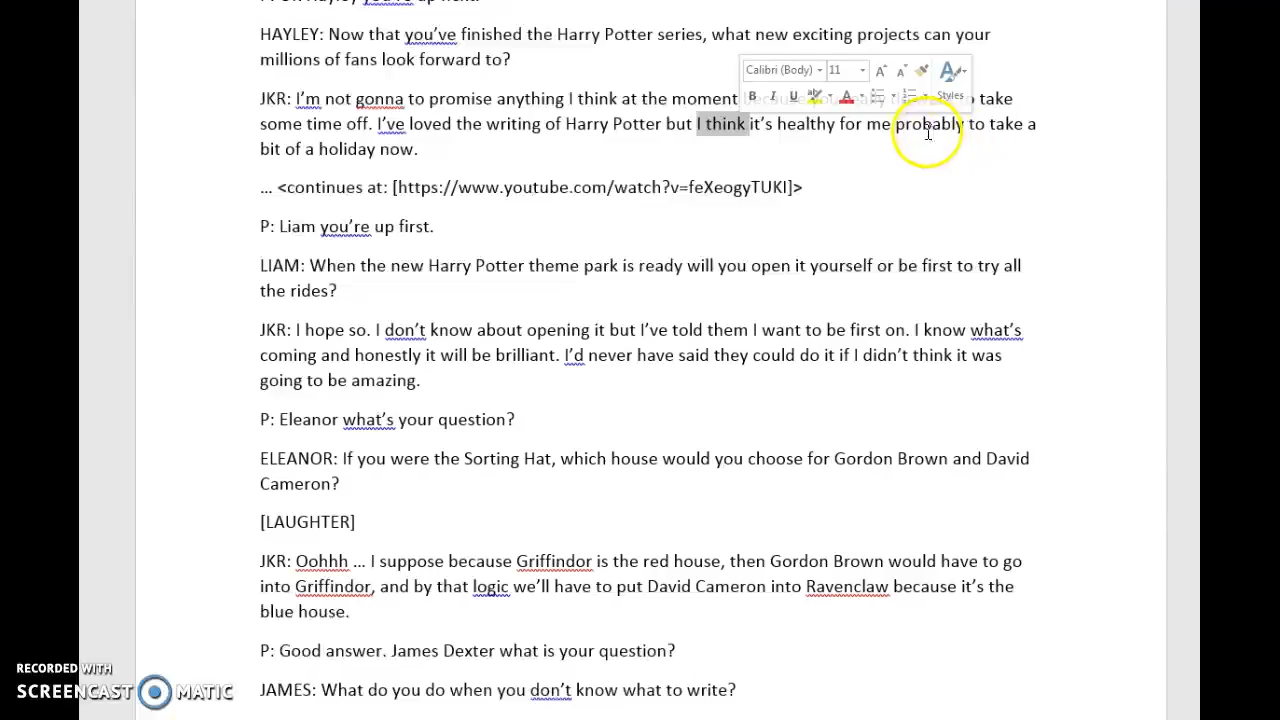 HAYLEY: Now that you've finished the Harry Potter series, what new exciting projects can your
millions of fans look forward to?
Calibri (Body) 11
JKR: I'm not gonna to promise anything I think at the moment because you really to take
B I U Styles
some time off. I've loved the writing of Harry Potter but I think it's healthy for me probably to take a
bit of a holiday now.
… <continues at: [https://www.youtube.com/watch?v=feXeogyTUKI]>
P: Liam you're up first.
LIAM: When the new Harry Potter theme park is ready will you open it yourself or be first to try all
the rides?
JKR: I hope so. I don't know about opening it but I've told them I want to be first on. I know what's
coming and honestly it will be brilliant. I'd never have said they could do it if I didn't think it was
going to be amazing.
P: Eleanor what's your question?
ELEANOR: If you were the Sorting Hat, which house would you choose for Gordon Brown and David
Cameron?
[LAUGHTER]
JKR: Oohhh … I suppose because Griffindor is the red house, then Gordon Brown would have to go
into Griffindor, and by that logic we'll have to put David Cameron into Ravenclaw because it's the
blue house.
P: Good answer. James Dexter what is your question?
JAMES: What do you do when you don't know what to write?
RECORDED WITH
SCREENCAST MATIC